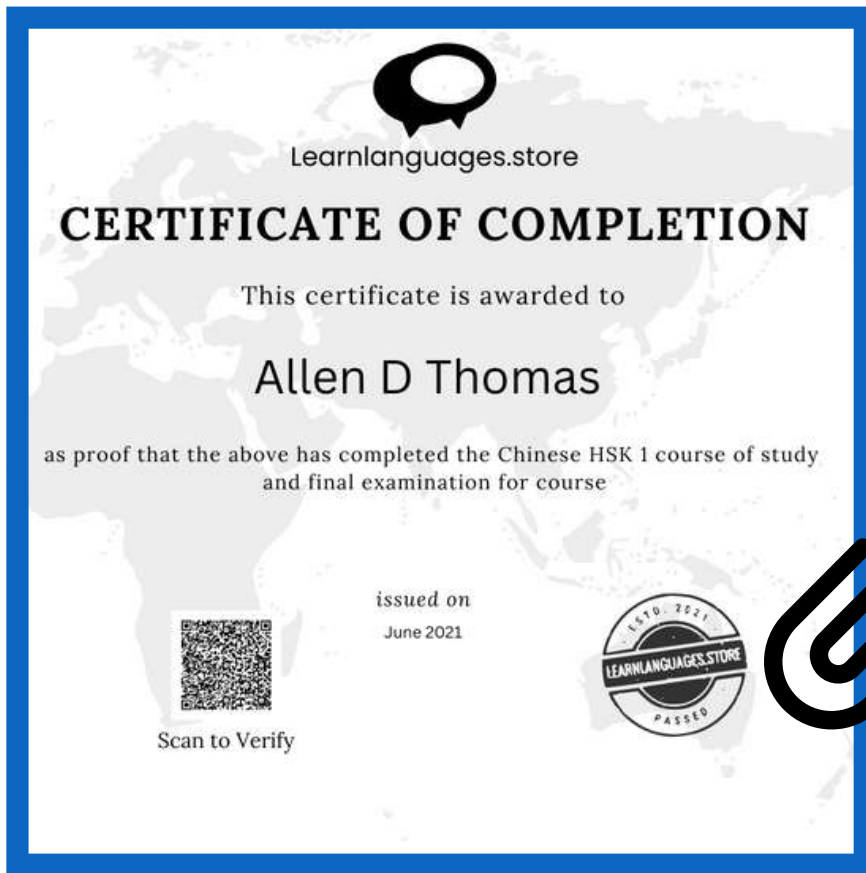 Learnlanguages.store
CERTIFICATE OF COMPLETION
This certificate is awarded to
Allen D Thomas
as proof that the above has completed the Chinese HSK 1 course of study
and final examination for course
issued on
June 2021
Scan to Verify
ESTD. 2021
LEARNLANGUAGES.STORE
PASSED